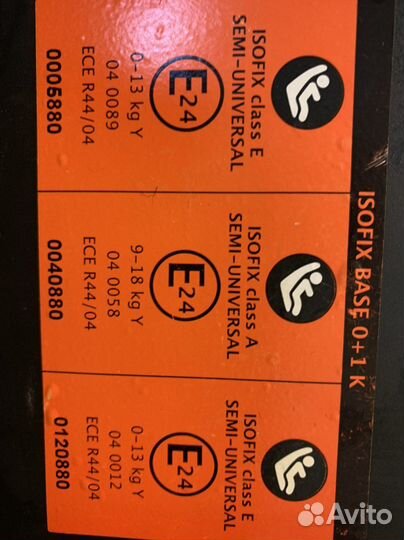 ISOFIX BASE 0+1 K
ISOFIX class E
SEMI-UNIVERSAL
E24
0-13 kg Y
04 0089
ECE R44/04
0005880
ISOFIX class A
SEMI-UNIVERSAL
E24
9-18 kg Y
04 0058
ECE R44/04
0040880
ISOFIX class E
SEMI-UNIVERSAL
E24
0-13 kg Y
04 0012
ECE R44/04
0120880
Avito